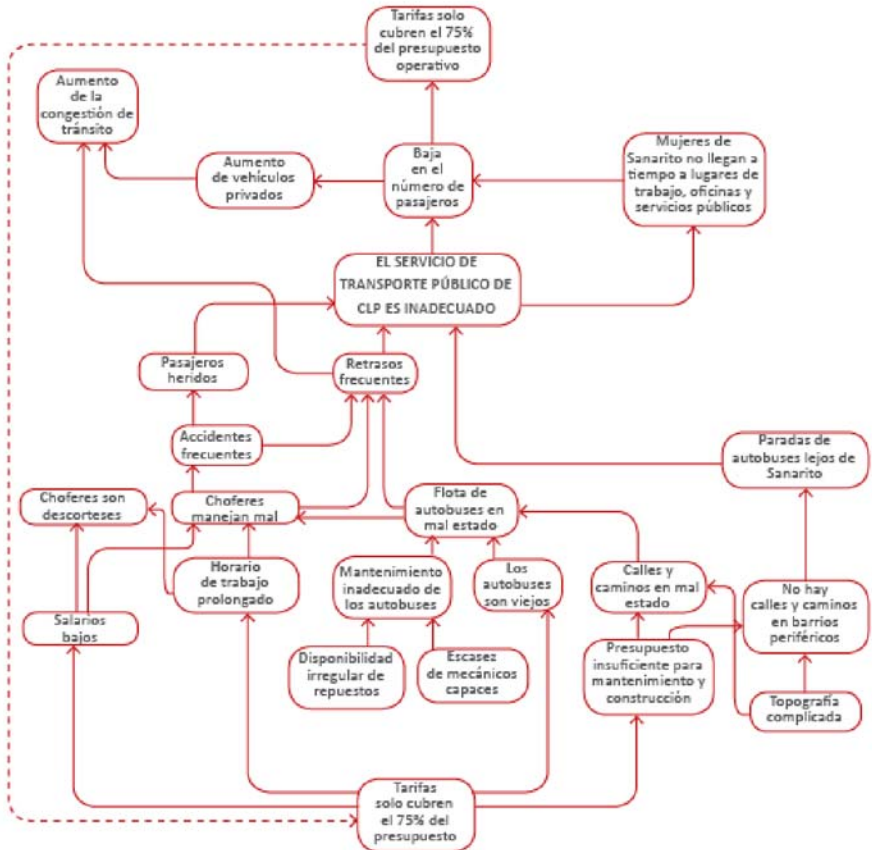 Tarifas solo
cubren el 75%
del presupuesto
operativo
Aumento
de la
congestión de
tránsito
Aumento
de vehículos
privados
Baja
en el
número de
pasajeros
Mujeres de
Sanarito no llegan a
tiempo a lugares de
trabajo, oficinas y
servicios públicos
EL SERVICIO DE
TRANSPORTE PÚBLICO DE
CLP ES INADECUADO
Pasajeros
heridos
Retrasos
frecuentes
Accidentes
frecuentes
Paradas de
autobuses lejos de
Sanarito
Choferes son
descorteses
Choferes
manejan mal
Flota de
autobuses en
mal estado
Horario
de trabajo
prolongado
Mantenimiento
inadecuado de
los autobuses
Los
autobuses
son viejos
Calles y
caminos en mal
estado
No hay
calles y caminos
en barrios
periféricos
Salarios
bajos
Disponibilidad
irregular de
repuestos
Escasez
de mecánicos
capaces
Presupuesto
insuficiente para
mantenimiento y
construcción
Topografía
complicada
Tarifas
solo cubren
el 75% del
presupuesto